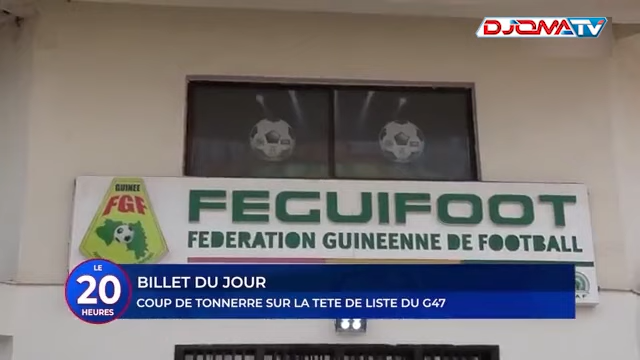 DJOMA TV
GUINEE
FGF
FEGUIFOOT
FEDERATION GUINEENNE DE FOOTBALL
LE
20
HEURES
BILLET DU JOUR
COUP DE TONNERRE SUR LA TETE DE LISTE DU G47